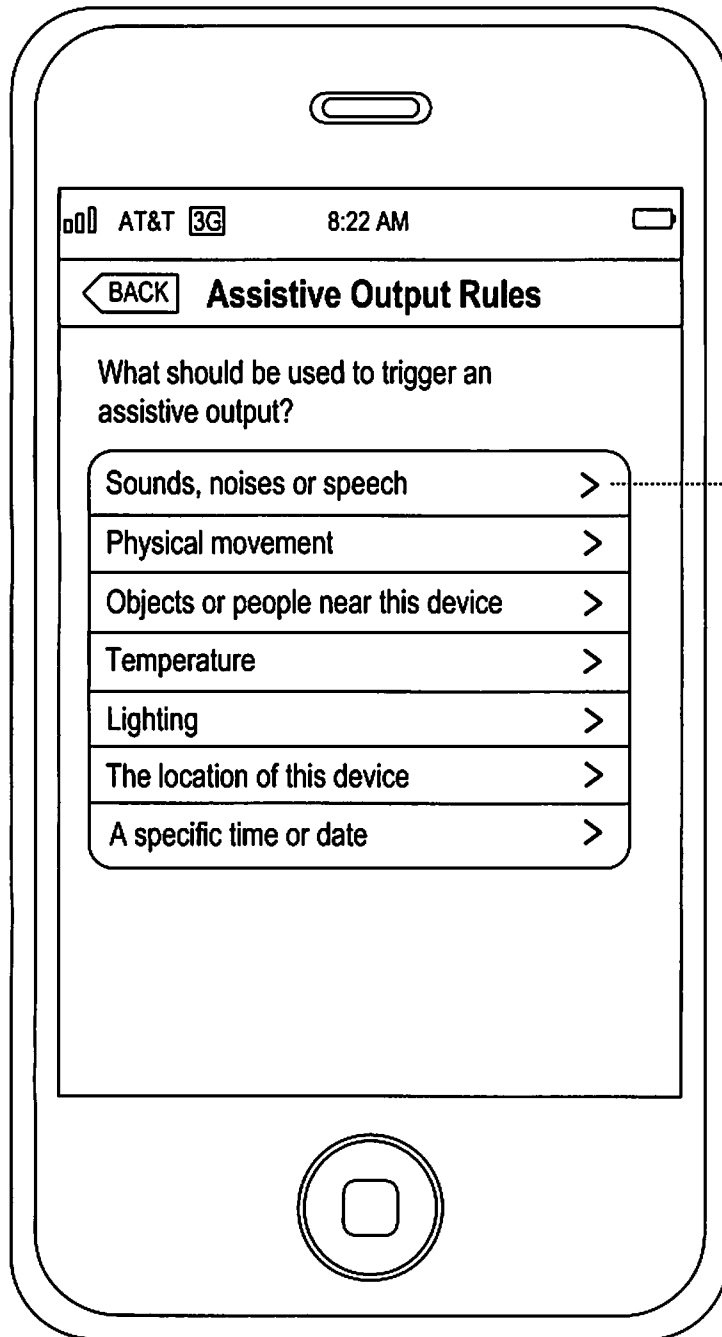 AT&T 3G 8:22 AM
BACK Assistive Output Rules
What should be used to trigger an
assistive output?
Sounds, noises or speech >
Physical movement >
Objects or people near this device >
Temperature >
Lighting >
The location of this device >
A specific time or date >